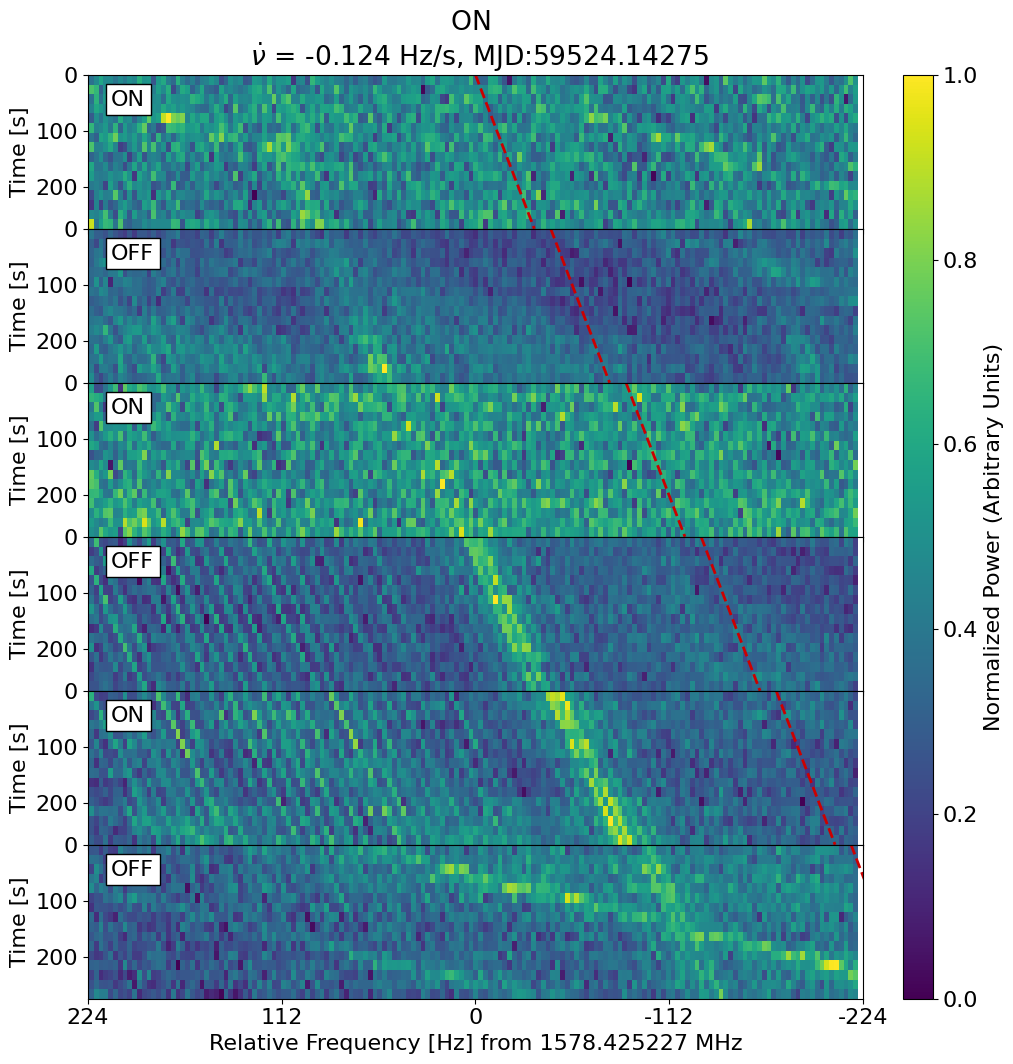 ON
ν̇ = -0.124 Hz/s, MJD:59524.14275
0
100
200
Time [s]
ON
0
100
200
Time [s]
OFF
0
100
200
Time [s]
ON
0
100
200
Time [s]
OFF
0
100
200
Time [s]
ON
0
100
200
Time [s]
OFF
224 112 0 -112 -224
Relative Frequency [Hz] from 1578.425227 MHz
1.0
0.8
0.6
0.4
0.2
0.0
Normalized Power (Arbitrary Units)